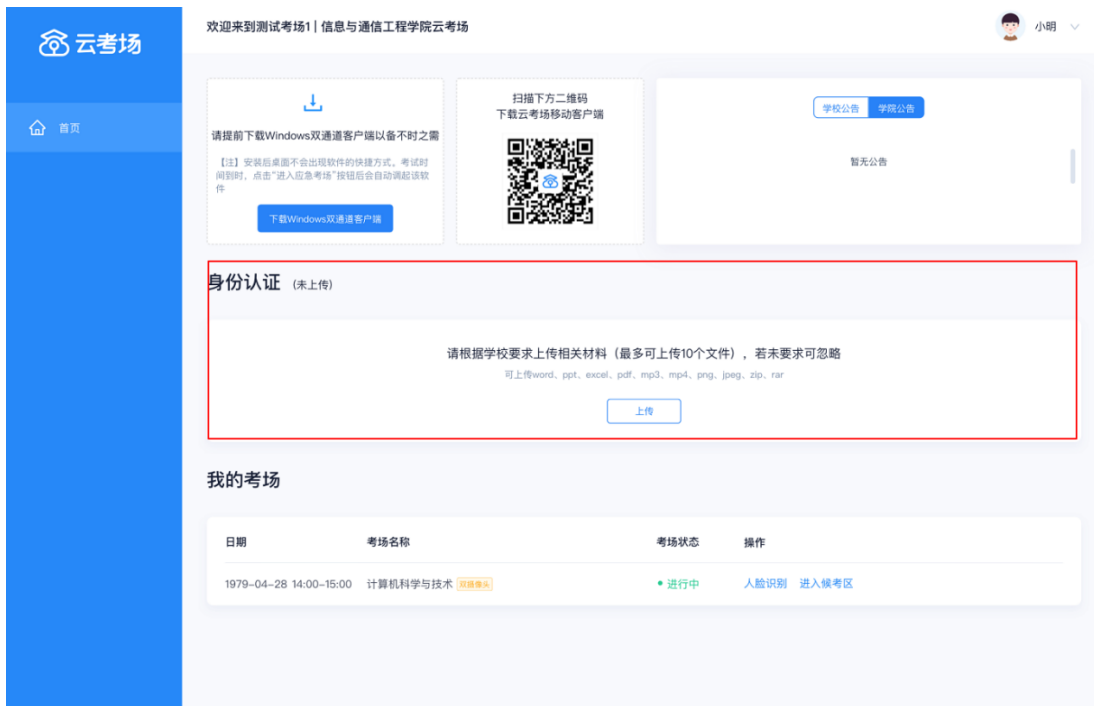 云考场
欢迎来到测试考场1 | 信息与通信工程学院云考场
小明
首页
请提前下载Windows双通道客户端以备不时之需
【注】安装后桌面不会出现软件的快捷方式，考试时
间到时，点击“进入应急考场”按钮后会自动调起该软
件
下载Windows双通道客户端
扫描下方二维码
下载云考场移动客户端
学校公告 学院公告
暂无公告
身份认证 （未上传）
请根据学校要求上传相关材料（最多可上传10个文件），若未要求可忽略
可上传word、ppt、excel、pdf、mp3、mp4、png、jpeg、zip、rar
上传
我的考场
日期 考场名称 考场状态 操作
1979-04-28 14:00-15:00 计算机科学与技术 双摄像头 进行中 人脸识别 进入候考区